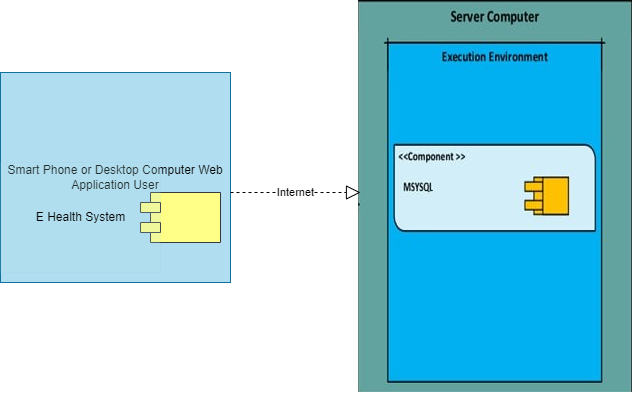 Server Computer
Execution Environment
Smart Phone or Desktop Computer Web
Application User
E Health System
Internet
<<Component >>
MSYSQL